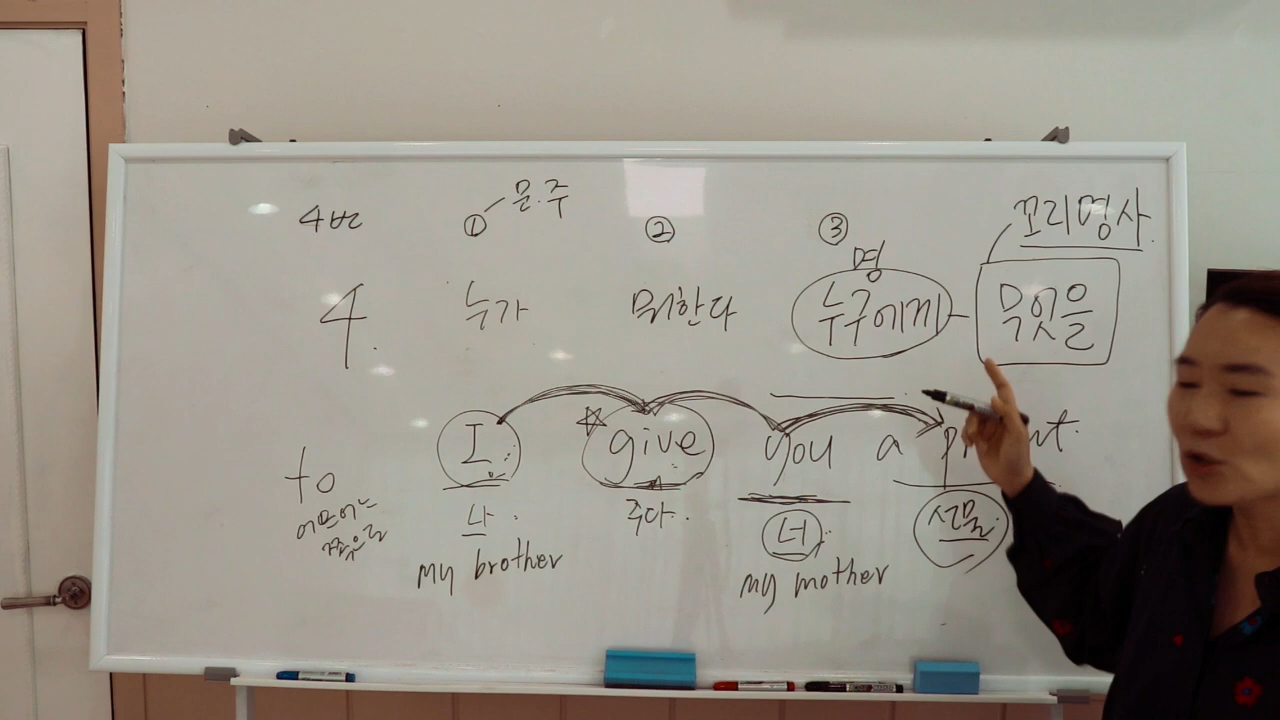 4번 ① 문.주 ② ③ 꼬리명사.
명
4. 누가 뭐하다 누구에게 무엇을
to I give you a
나. 주다. 너 선물
my brother my mother